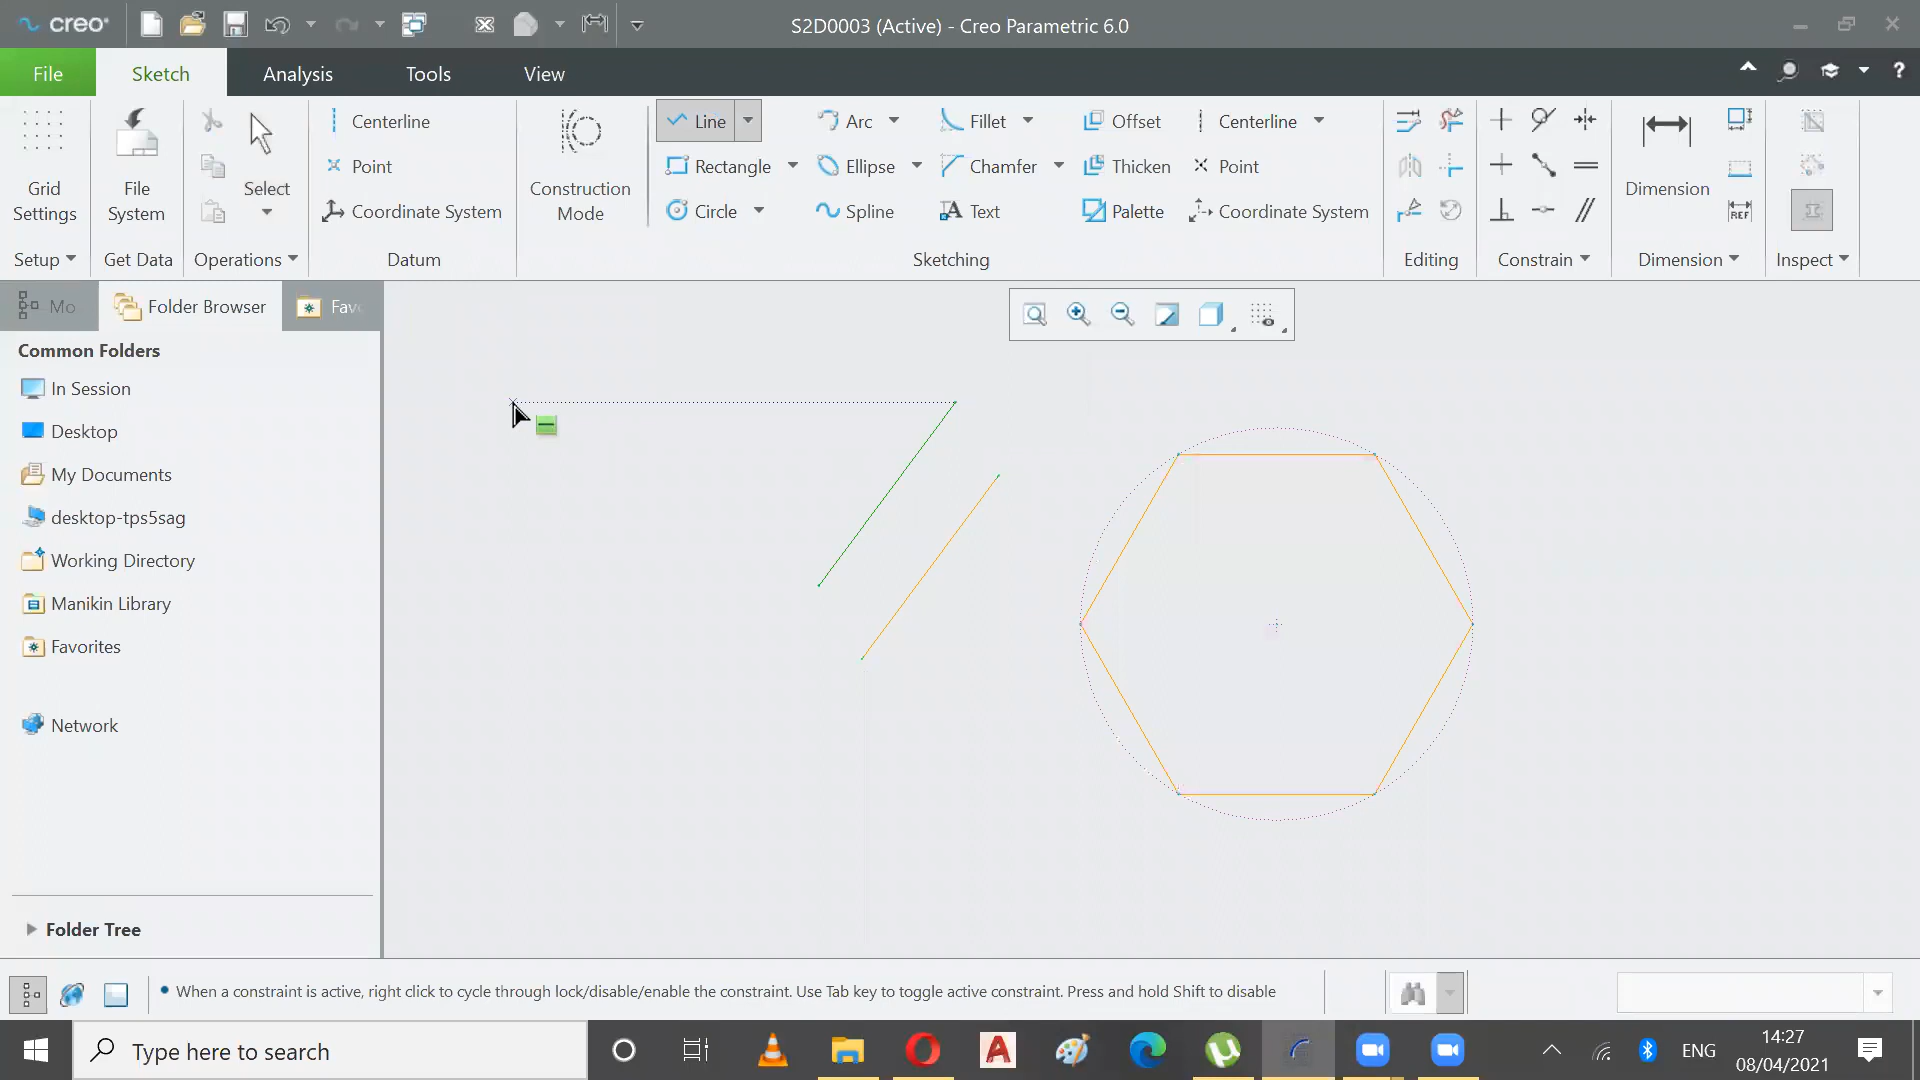 creo
S2D0003 (Active) - Creo Parametric 6.0
File Sketch Analysis Tools View
Grid Settings
Setup
File System
Get Data
Select
Operations
Centerline
Point
Coordinate System
Datum
Construction Mode
Line
Rectangle
Circle
Arc
Ellipse
Spline
Fillet
Chamfer
Text
Offset
Thicken
Palette
Centerline
Point
Coordinate System
Sketching
Editing
Constrain
Dimension
REF
Dimension
Inspect
Mo
Folder Browser
Fav
Common Folders
In Session
Desktop
My Documents
desktop-tps5sag
Working Directory
Manikin Library
Favorites
Network
Folder Tree
When a constraint is active, right click to cycle through lock/disable/enable the constraint. Use Tab key to toggle active constraint. Press and hold Shift to disable
Type here to search
ENG
14:27
08/04/2021